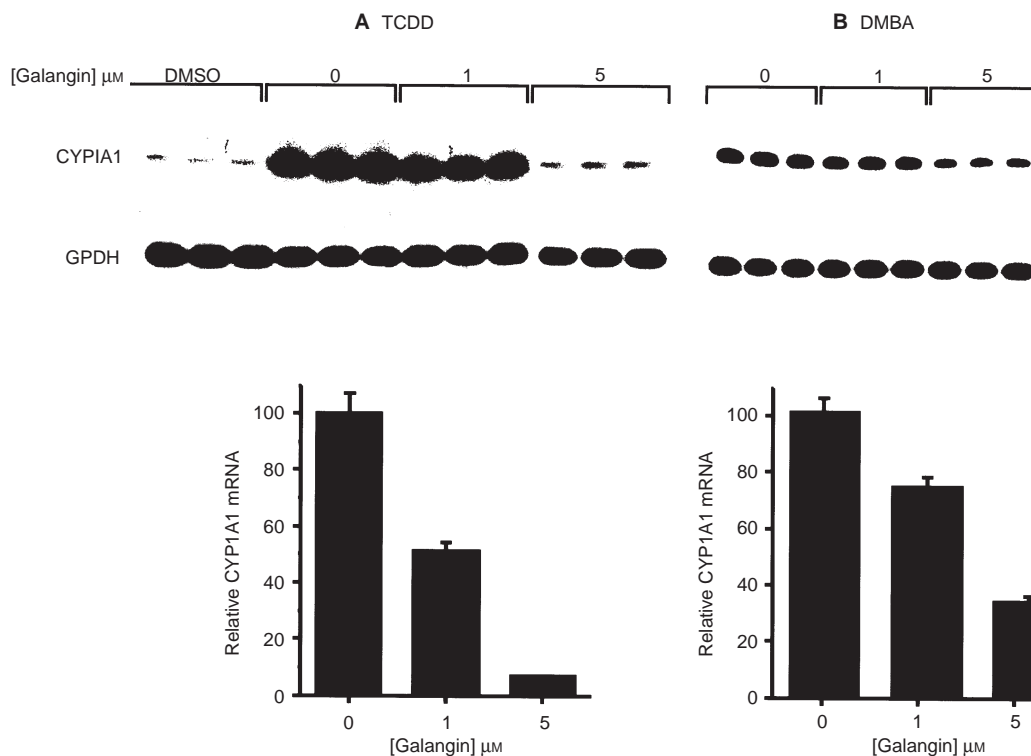 A TCDD
B DMBA
[Galangin] μM DMSO 0 1 5
0 1 5
CYPIA1
GPDH
Relative CYP1A1 mRNA
100
80
60
40
20
0
0 1 5
[Galangin] μM
Relative CYP1A1 mRNA
100
80
60
40
20
0
0 1 5
[Galangin] μM